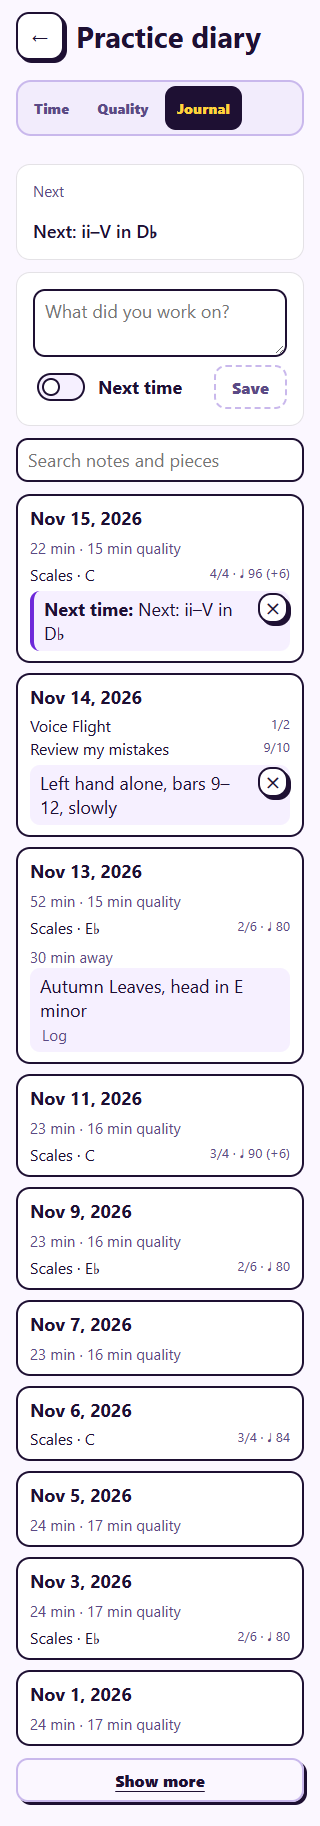 ←
Practice diary
Time Quality Journal
Next
Next: ii–V in D♭
What did you work on?
Next time Save
Search notes and pieces
Nov 15, 2026
22 min · 15 min quality
Scales · C 4/4 · ♩ 96 (+6)
Next time: Next: ii–V in
D♭
×
Nov 14, 2026
Voice Flight 1/2
Review my mistakes 9/10
Left hand alone, bars 9–
12, slowly
×
Nov 13, 2026
52 min · 15 min quality
Scales · E♭ 2/6 · ♩ 80
30 min away
Autumn Leaves, head in E
minor
Log
Nov 11, 2026
23 min · 16 min quality
Scales · C 3/4 · ♩ 90 (+6)
Nov 9, 2026
23 min · 16 min quality
Scales · E♭ 2/6 · ♩ 80
Nov 7, 2026
23 min · 16 min quality
Nov 6, 2026
Scales · C 3/4 · ♩ 84
Nov 5, 2026
24 min · 17 min quality
Nov 3, 2026
24 min · 17 min quality
Scales · E♭ 2/6 · ♩ 80
Nov 1, 2026
24 min · 17 min quality
Show more